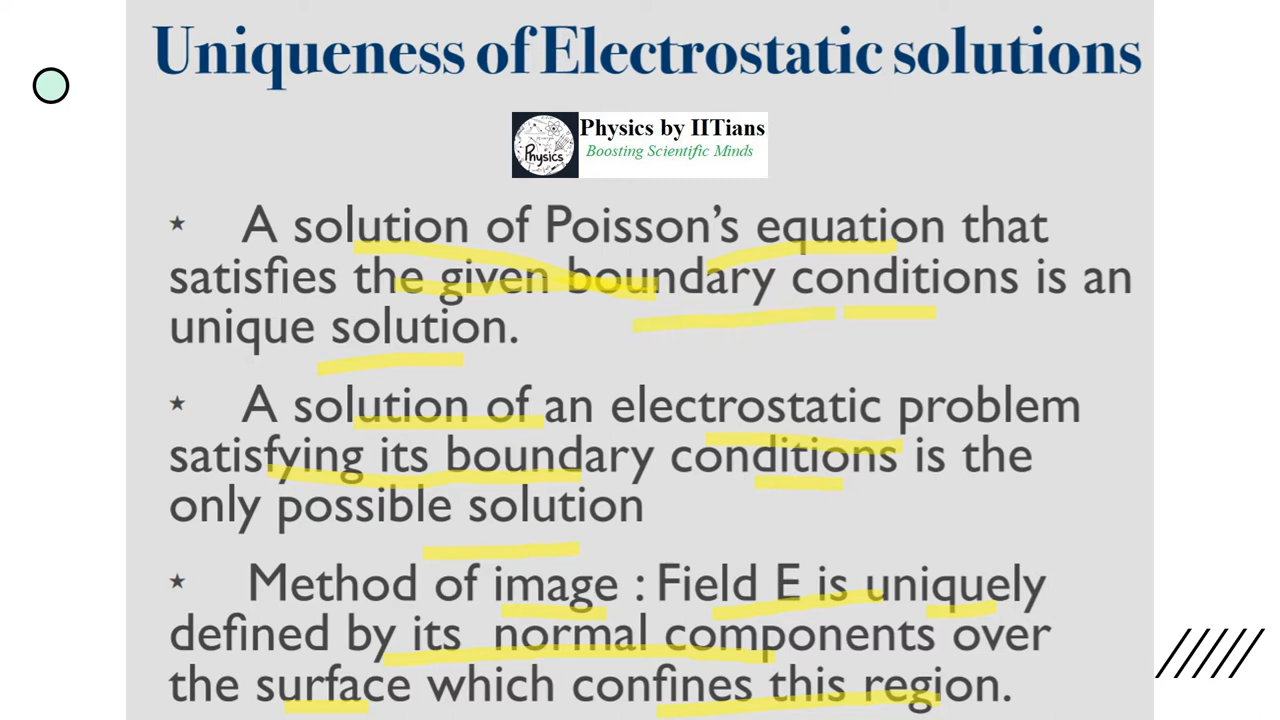 Uniqueness of Electrostatic solutions
Physics
Physics by IITians
Boosting Scientific Minds
★ A solution of Poisson’s equation that
satisfies the given boundary conditions is an
unique solution.
★ A solution of an electrostatic problem
satisfying its boundary conditions is the
only possible solution
★ Method of image : Field E is uniquely
defined by its normal components over
the surface which confines this region.